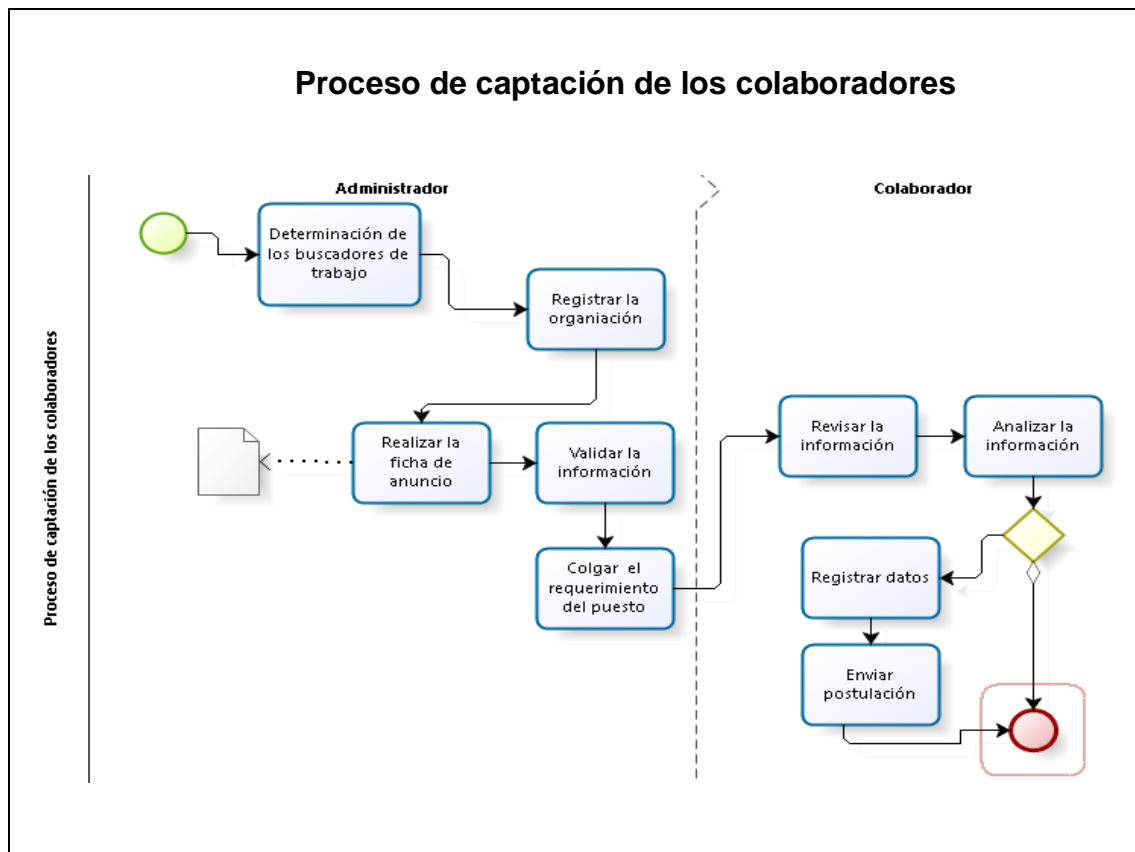 Proceso de captación de los colaboradores
Proceso de captación de los colaboradores
Administrador
Colaborador
Determinación de
los buscadores de
trabajo
Registrar la
organiación
Realizar la
ficha de
anuncio
Validar la
información
Colgar el
requerimiento
del puesto
Revisar la
información
Analizar la
información
Registrar datos
Enviar
postulación